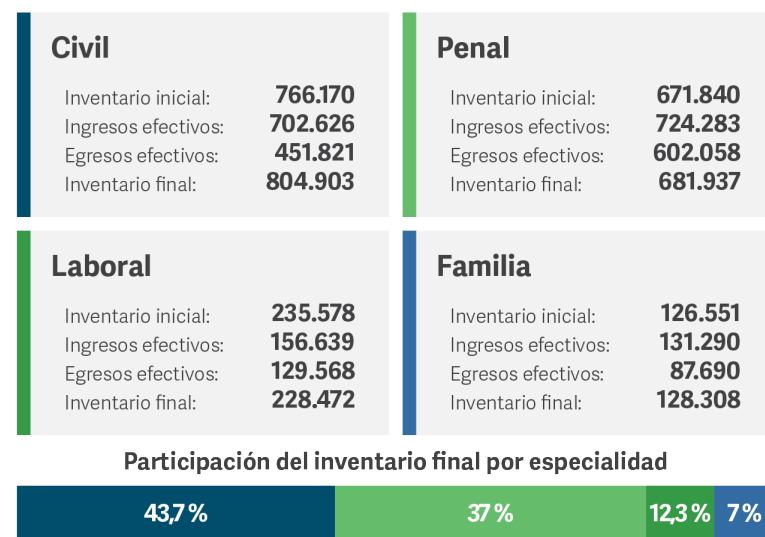 Civil
Inventario inicial: 766.170
Ingresos efectivos: 702.626
Egresos efectivos: 451.821
Inventario final: 804.903
Penal
Inventario inicial: 671.840
Ingresos efectivos: 724.283
Egresos efectivos: 602.058
Inventario final: 681.937
Laboral
Inventario inicial: 235.578
Ingresos efectivos: 156.639
Egresos efectivos: 129.568
Inventario final: 228.472
Familia
Inventario inicial: 126.551
Ingresos efectivos: 131.290
Egresos efectivos: 87.690
Inventario final: 128.308
Participación del inventario final por especialidad
43,7 % 37 % 12,3 % 7 %